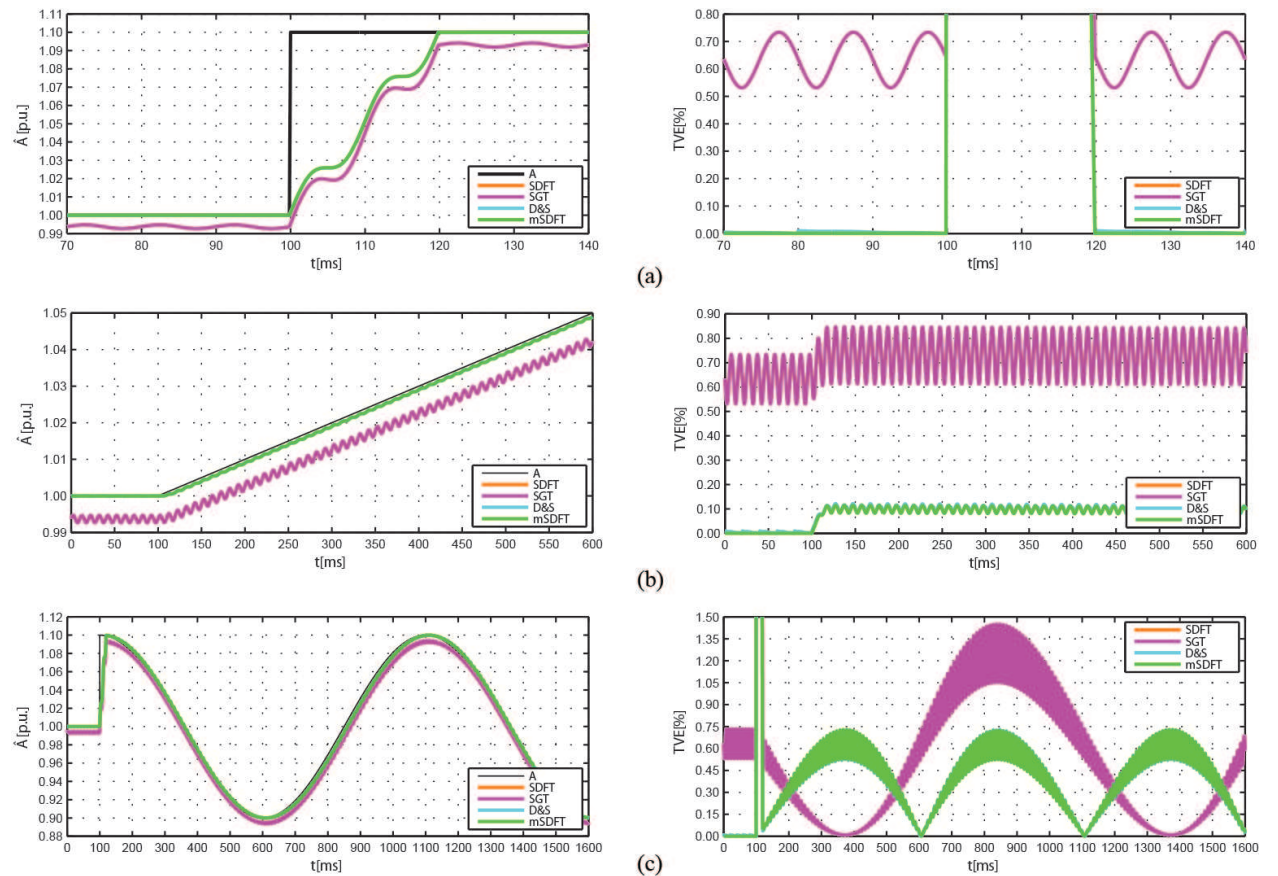 1.11
1.10
1.09
1.08
1.07
1.06
1.05
1.04
1.03
1.02
1.01
1.00
0.99
Â [p.u.]
A
SDFT
SGT
D&S
mSDFT
70 80 90 100 110 120 130 140
t[ms]
0.80
0.70
0.60
0.50
0.40
0.30
0.20
0.10
0.00
TVE[%]
SDFT
SGT
D&S
mSDFT
70 80 90 100 110 120 130 140
t[ms]
(a)
1.05
1.04
1.03
1.02
1.01
1.00
0.99
Â [p.u.]
A
SDFT
SGT
D&S
mSDFT
0 50 100 150 200 250 300 350 400 450 500 550 600
t[ms]
0.90
0.80
0.70
0.60
0.50
0.40
0.30
0.20
0.10
0.00
TVE[%]
SDFT
SGT
D&S
mSDFT
0 50 100 150 200 250 300 350 400 450 500 550 600
t[ms]
(b)
1.12
1.10
1.08
1.06
1.04
1.02
1.00
0.98
0.96
0.94
0.92
0.90
0.88
Â [p.u.]
A
SDFT
SGT
D&S
mSDFT
0 100 200 300 400 500 600 700 800 900 1000 1100 1200 1300 1400 1500 1600
t[ms]
1.50
1.35
1.20
1.05
0.90
0.75
0.60
0.45
0.30
0.15
0.00
TVE[%]
SDFT
SGT
D&S
mSDFT
0 100 200 300 400 500 600 700 800 900 1000 1100 1200 1300 1400 1500 1600
t[ms]
(c)